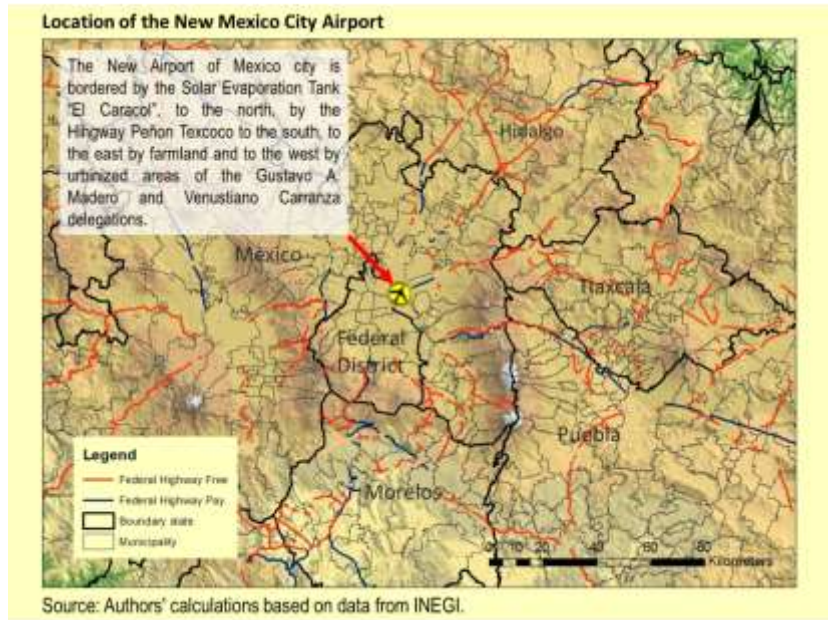 Location of the New Mexico City Airport
The New Airport of Mexico city is
bordered by the Solar Evaporation Tank
"El Caracol", to the north, by the
Hihgway Peñon Texcoco to the south, to
the east by farmland and to the west by
urbinized areas of the Gustavo A.
Madero and Venustiano Carranza
delegations.
Hidalgo
México
Tlaxcala
Federal
District
Puebla
Morelos
Legend
Federal Highway Free
Federal Highway Pay
Boundary state
Municipality
10 20 40 60 80
Kilometers
Source: Authors' calculations based on data from INEGI.